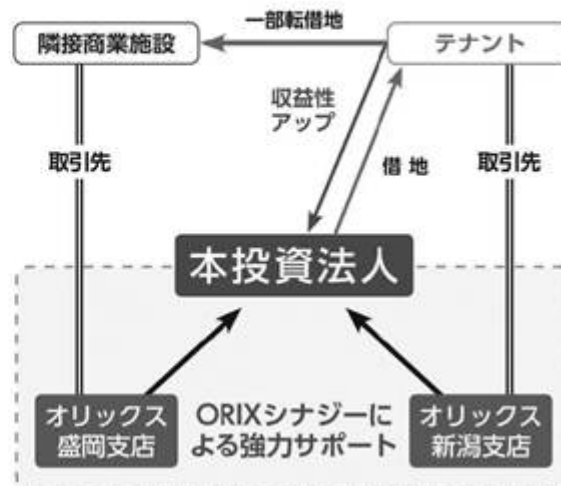 一部転借地
隣接商業施設
テナント
収益性
アップ
取引先
借 地
取引先
本投資法人
オリックス
盛岡支店
ORIXシナジーに
よる強力サポート
オリックス
新潟支店